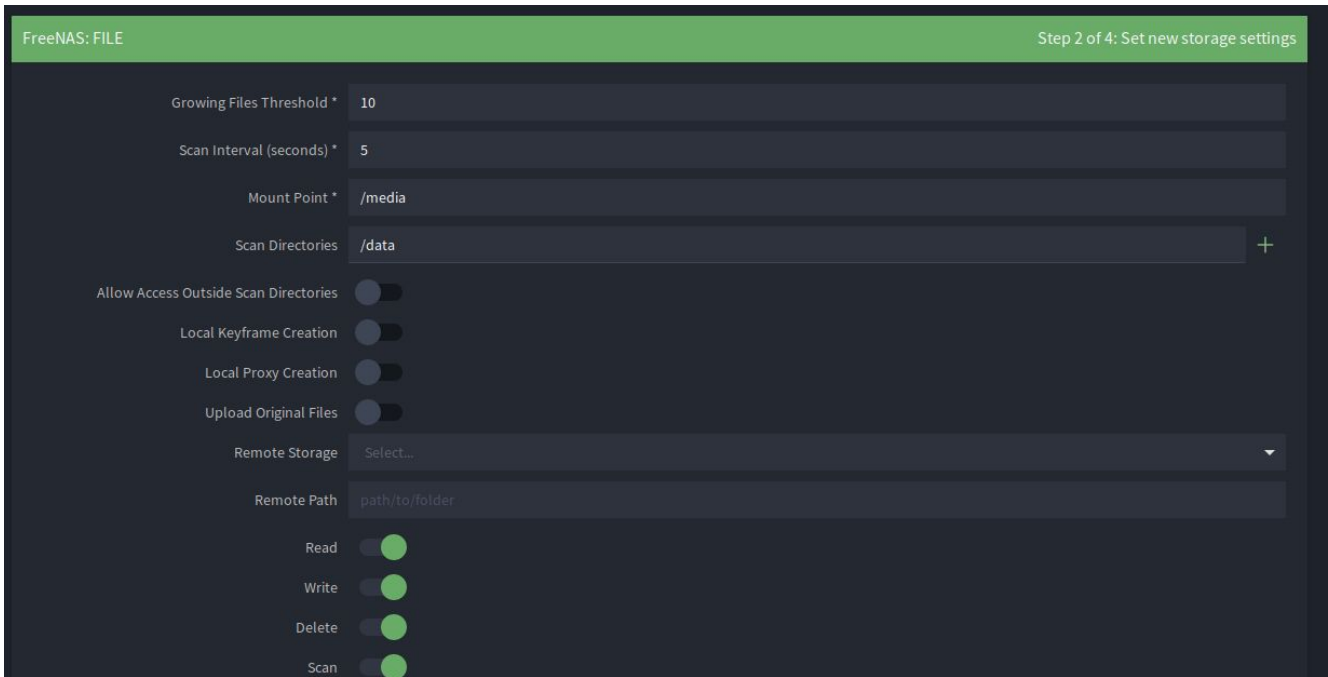 FreeNAS: FILE Step 2 of 4: Set new storage settings
Growing Files Threshold * 10
Scan Interval (seconds) * 5
Mount Point * /media
Scan Directories /data +
Allow Access Outside Scan Directories
Local Keyframe Creation
Local Proxy Creation
Upload Original Files
Remote Storage Select...
Remote Path path/to/folder
Read
Write
Delete
Scan